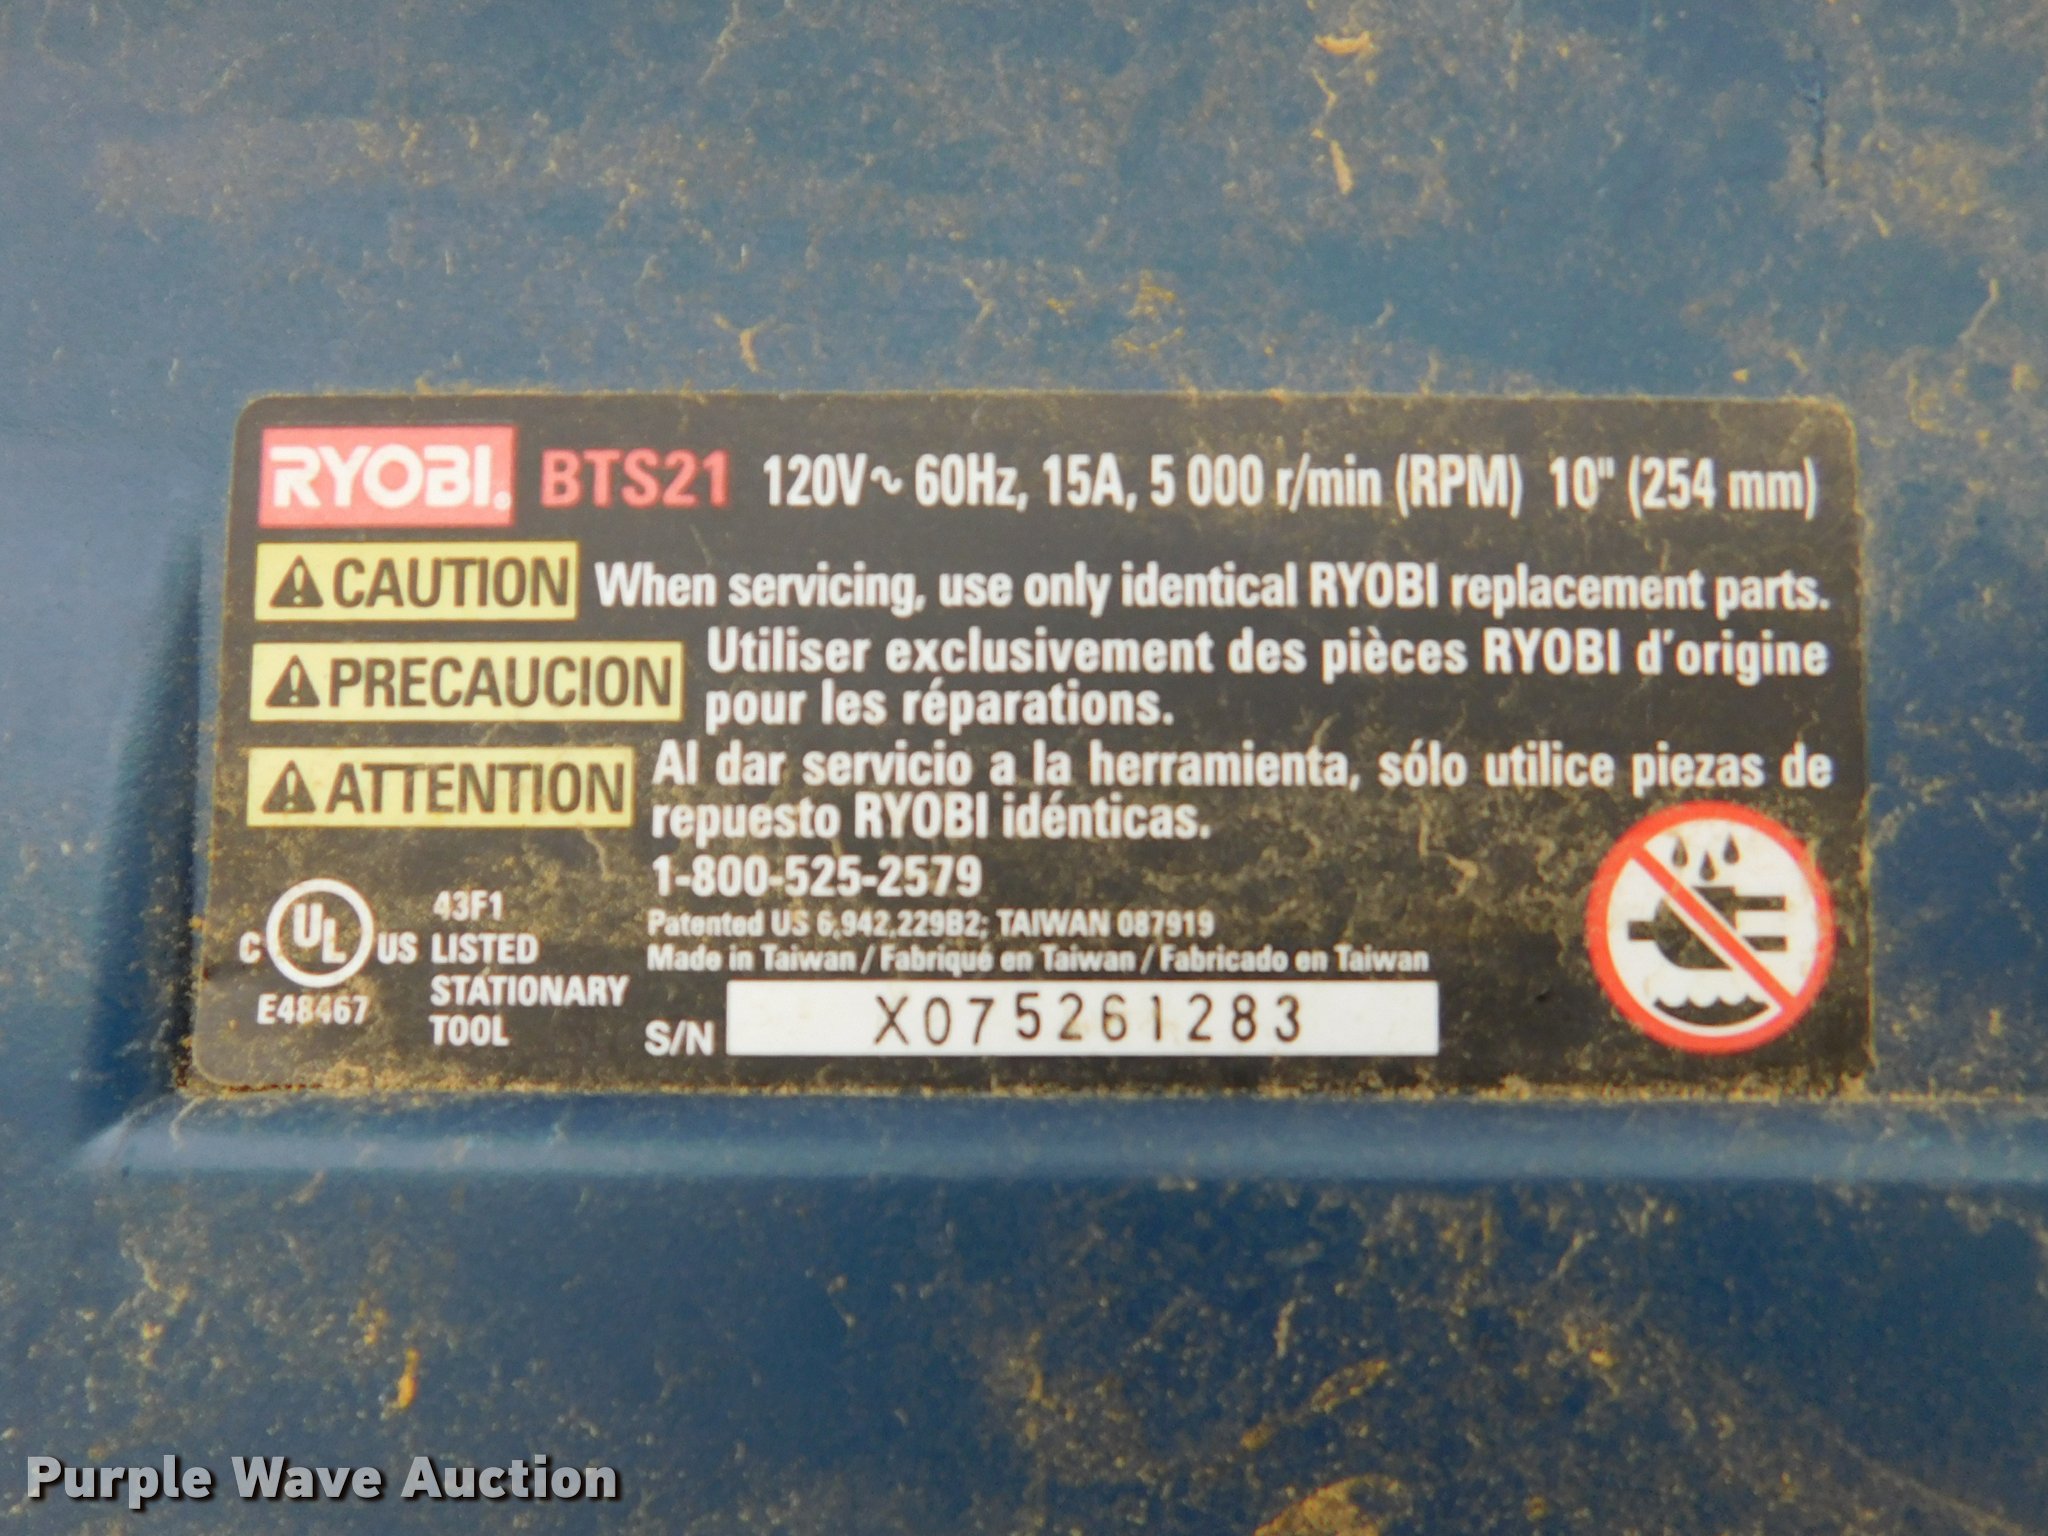 RYOBI. BTS21 120V~ 60Hz, 15A, 5 000 r/min (RPM) 10" (254 mm)
CAUTION When servicing, use only identical RYOBI replacement parts.
PRECAUCION Utiliser exclusivement des pièces RYOBI d'origine
pour les réparations.
ATTENTION Al dar servicio a la herramienta, sólo utilice piezas de
repuesto RYOBI idénticas.
1-800-525-2579
Patented US 6,942,229B2; TAIWAN 087919
Made in Taiwan / Fabriqué en Taiwan / Fabricado en Taiwan
C UL US
E48467
43F1
LISTED
STATIONARY
TOOL
S/N X075261283
Purple Wave Auction